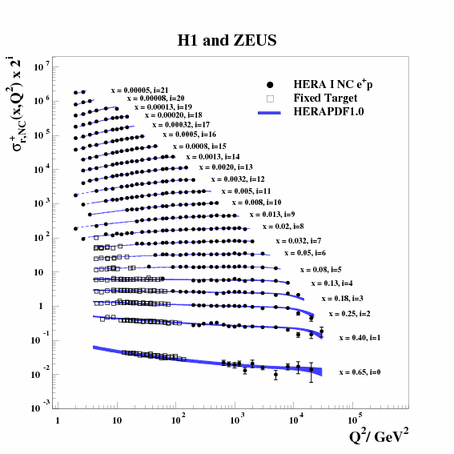 H1 and ZEUS
σ⁺r,NC(x,Q²) x 2ⁱ
10⁷
10⁶
10⁵
10⁴
10³
10²
10
1
10⁻¹
10⁻²
10⁻³
HERA I NC e⁺p
Fixed Target
HERAPDF1.0
x = 0.00005, i=21
x = 0.00008, i=20
x = 0.00013, i=19
x = 0.00020, i=18
x = 0.00032, i=17
x = 0.0005, i=16
x = 0.0008, i=15
x = 0.0013, i=14
x = 0.0020, i=13
x = 0.0032, i=12
x = 0.005, i=11
x = 0.008, i=10
x = 0.013, i=9
x = 0.02, i=8
x = 0.032, i=7
x = 0.05, i=6
x = 0.08, i=5
x = 0.13, i=4
x = 0.18, i=3
x = 0.25, i=2
x = 0.40, i=1
x = 0.65, i=0
1 10 10² 10³ 10⁴ 10⁵
Q²/ GeV²